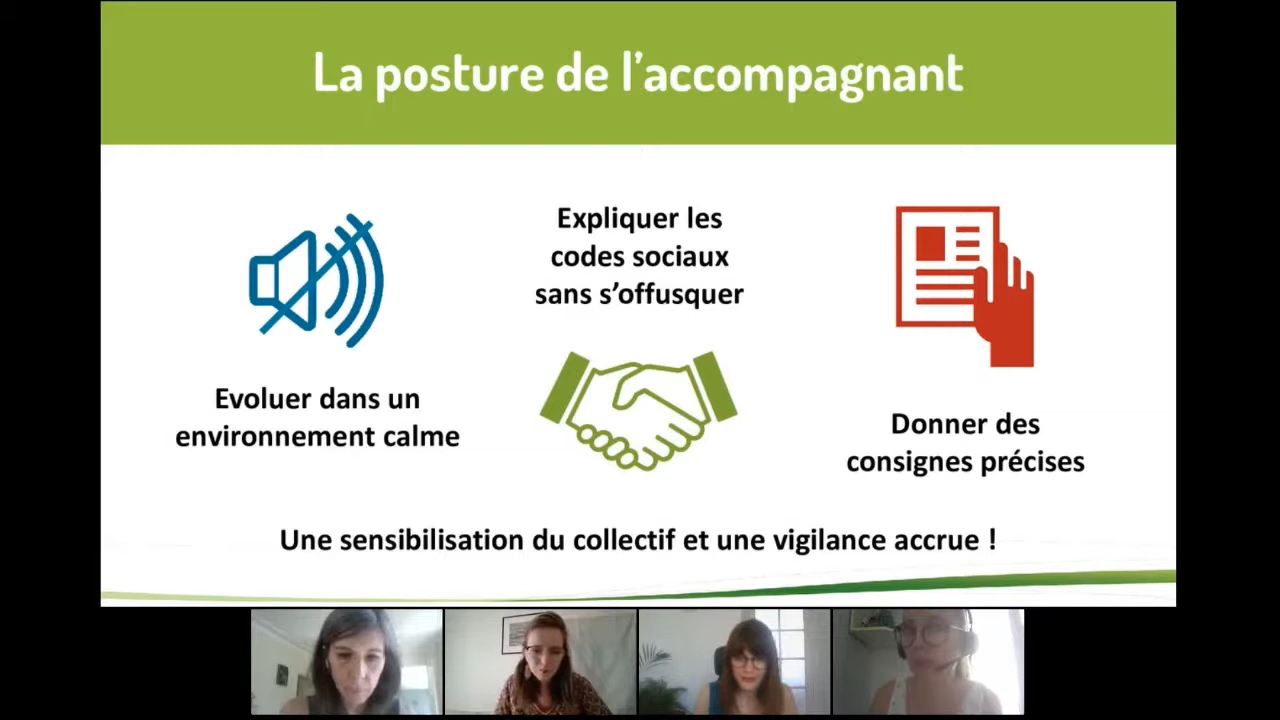 La posture de l'accompagnant
Expliquer les
codes sociaux
sans s'offusquer
Evoluer dans un
environnement calme
Donner des
consignes précises
Une sensibilisation du collectif et une vigilance accrue !